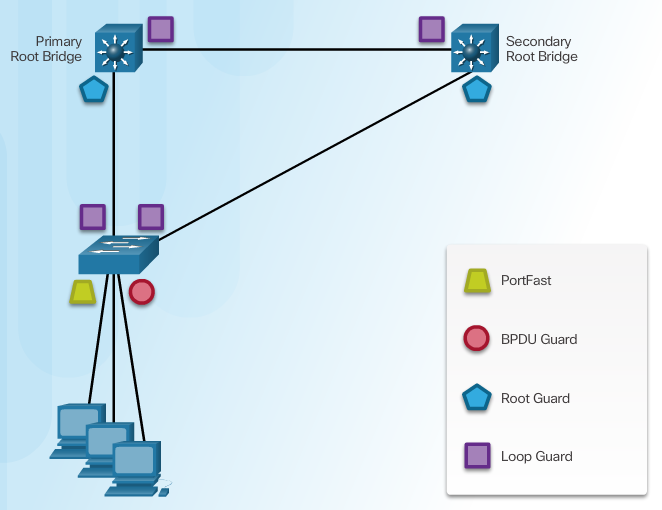 Primary
Root Bridge
Secondary
Root Bridge
PortFast
BPDU Guard
Root Guard
Loop Guard